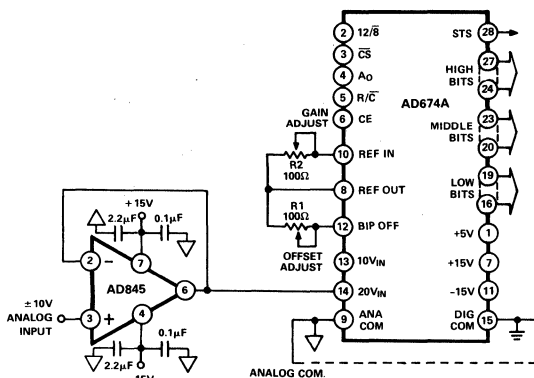 2 12/8̅
3 C̅S̅
4 A₀
5 R/C̅
6 CE
10 REF IN
8 REF OUT
12 BIP OFF
13 10V_IN
14 20V_IN
9 ANA COM
AD674A
STS 28
27
HIGH BITS
24
23
MIDDLE BITS
20
19
LOW BITS
16
+5V 1
+15V 7
-15V 11
DIG COM 15
GAIN ADJUST
R2
100Ω
R1
100Ω
OFFSET ADJUST
+15V
2.2μF 0.1μF
2 −
7
AD845
6
±10V ANALOG INPUT
3 +
4
0.1μF
2.2μF
15V
ANALOG COM.